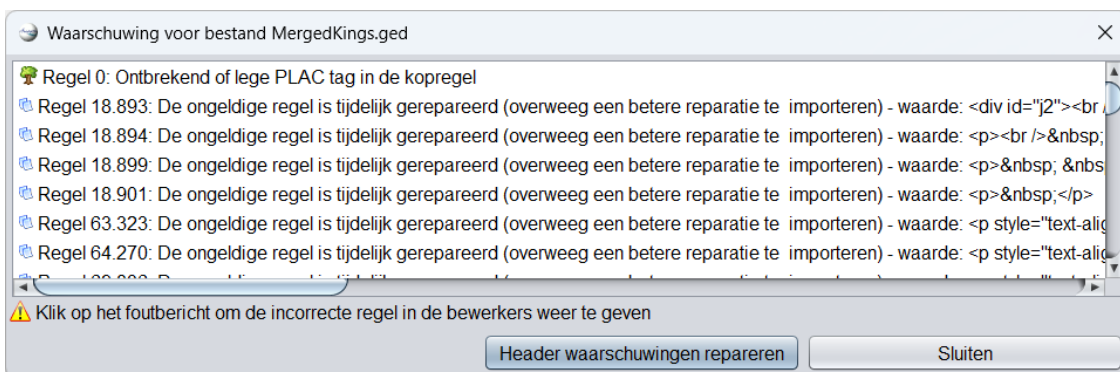 Waarschuwing voor bestand MergedKings.ged
Regel 0: Ontbrekend of lege PLAC tag in de kopregel
Regel 18.893: De ongeldige regel is tijdelijk gerepareerd (overweeg een betere reparatie te  importeren) - waarde: <div id="j2"><br /
Regel 18.894: De ongeldige regel is tijdelijk gerepareerd (overweeg een betere reparatie te  importeren) - waarde: <p><br />&nbsp;
Regel 18.899: De ongeldige regel is tijdelijk gerepareerd (overweeg een betere reparatie te  importeren) - waarde: <p>&nbsp; &nbs
Regel 18.901: De ongeldige regel is tijdelijk gerepareerd (overweeg een betere reparatie te  importeren) - waarde: <p>&nbsp;</p>
Regel 63.323: De ongeldige regel is tijdelijk gerepareerd (overweeg een betere reparatie te  importeren) - waarde: <p style="text-alig
Regel 64.270: De ongeldige regel is tijdelijk gerepareerd (overweeg een betere reparatie te  importeren) - waarde: <p style="text-alig
Klik op het foutbericht om de incorrecte regel in de bewerkers weer te geven
Header waarschuwingen repareren
Sluiten